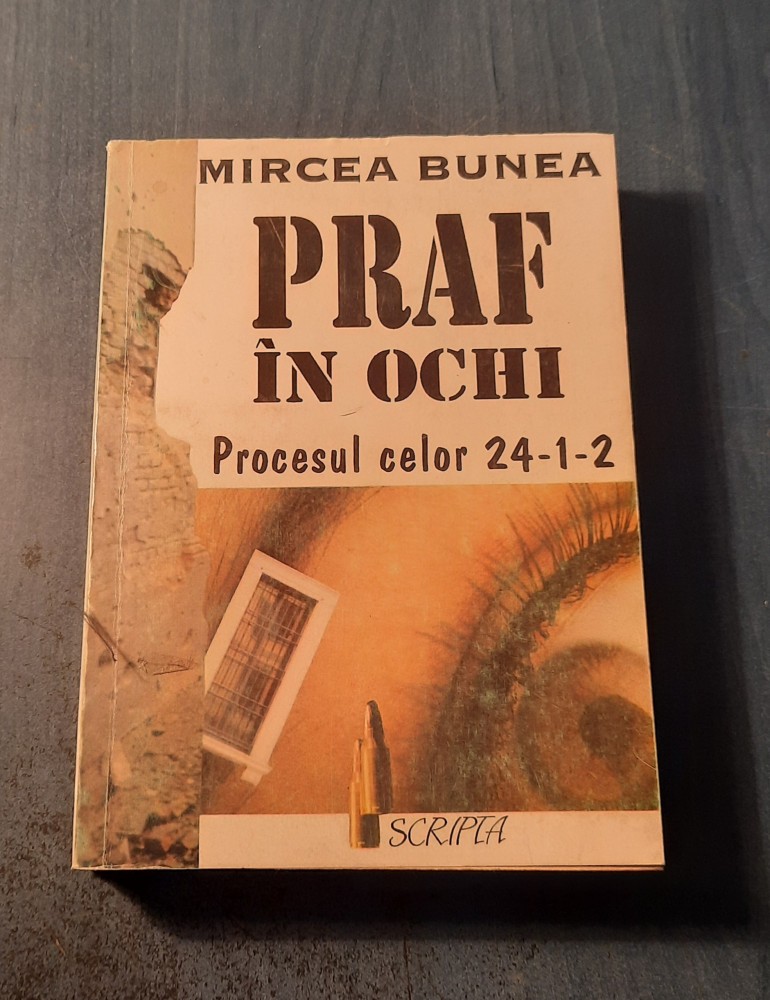 MIRCEA BUNEA
PRAF
ÎN OCHI
Procesul celor 24-1-2
SCRIPTA